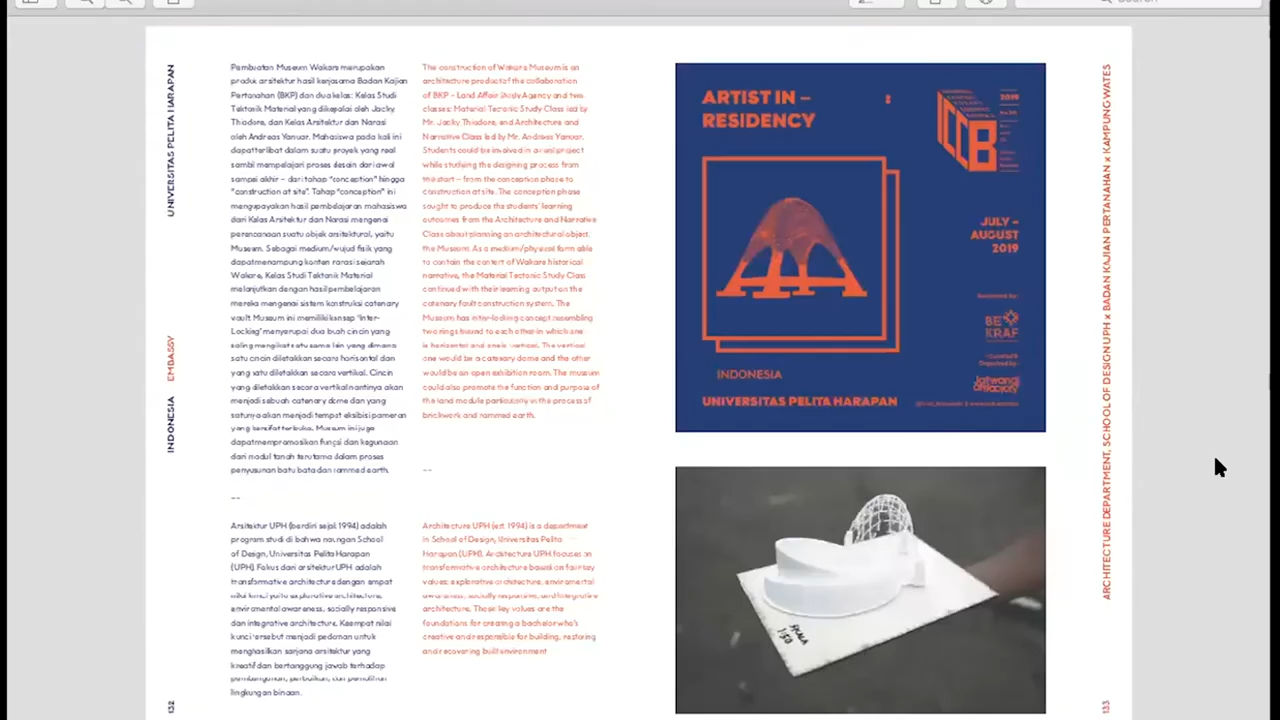 Search
UNIVERSITAS PELITA HARAPAN
EMBASSY
INDONESIA
132
Pembuatan Museum Wakare merupakan
produk arsitektur hasil kerjasama Badan Kajian
Pertanahan (BKP) dan dua kelas: Kelas Studi
Tektonik Material yang dikepalai oleh Jacky
Thiodore, dan Kelas Arsitektur dan Narasi
oleh Andreas Yanuar. Mahasiswa pada kali ini
dapat terlibat dalam suatu proyek yang real
sambil mempelajari proses desain dari awal
sampai akhir – dari tahap "conception" hingga
"construction at site". Tahap "conception" ini
mengupayakan hasil pembelajaran mahasiswa
dari Kelas Arsitektur dan Narasi mengenai
perencanaan suatu objek arsitektural, yaitu
Museum. Sebagai medium/wujud fisik yang
dapat menampung konten narasi sejarah
Wakare, Kelas Studi Tektonik Material
melanjutkan dengan hasil pembelajaran
mereka mengenai sistem konstruksi catenary
vault. Museum ini memiliki konsep "Inter-
Locking" menyerupai dua buah cincin yang
saling mengikat satu sama lain yang dimana
satu cincin diletakkan secara horisontal dan
yang satu diletakkan secara vertikal. Cincin
yang diletakkan secara vertikal nantinya akan
menjadi sebuah catenary dome dan yang
satunya akan menjadi tempat eksibisi pameran
yang bersifat terbuka. Museum ini juga
dapat mempromosikan fungsi dan kegunaan
dari modul tanah terutama dalam proses
penyusunan batu bata dan rammed earth.
--
Arsitektur UPH (berdiri sejak 1994) adalah
program studi di bahwa naungan School
of Design, Universitas Pelita Harapan
(UPH). Fokus dari arsitektur UPH adalah
transformative architecture dengan empat
nilai kunci yaitu explorative architecture,
enviromental awareness, socially responsive
dan integrative architecture. Keempat nilai
kunci tersebut menjadi pedoman untuk
menghasilkan sarjana arsitektur yang
kreatif dan bertanggung jawab terhadap
pembangunan, perbaikan, dan pemulihan
lingkungan binaan.
The construction of Wakare Museum is an
architecture product of the collaboration
of BKP – Land Affair Study Agency and two
classes: Material Tectonic Study Class led by
Mr. Jacky Thiodore, and Architecture and
Narrative Class led by Mr. Andreas Yanuar.
Students could be involved in a real project
while studying the designing process from
the start – from the conception phase to
construction at site. The conception phase
sought to produce the students' learning
outcomes from the Architecture and Narrative
Class about planning an architectural object,
the Museum. As a medium/physical form able
to contain the content of Wakare historical
narrative, the Material Tectonic Study Class
continued with their learning output on the
catenary fault construction system. The
Museum has inter-locking concept resembling
two rings bound to each other in which one
is horizontal and one is vertical. The vertical
one would be a catenary dome and the other
would be an open exhibition room. The museum
could also promote the function and purpose of
the land module particularly in the process of
brickwork and rammed earth.
--
Architecture UPH (est. 1994) is a department
in School of Design, Universitas Pelita
Harapan (UPH). Architecture UPH focuses on
transformative architecture based on four key
values: explorative architecture, enviromental
awareness, socially responsive, and integrative
architecture. Those key values are the
foundations for creating a bachelor who's
creative and responsible for building, restoring
and recovering built environment
ARTIST IN –
RESIDENCY
ICCB
2019
JULY –
AUGUST
2019
BE
KRAF
INDONESIA
UNIVERSITAS PELITA HARAPAN
SKALA
1:50
ARCHITECTURE DEPARTMENT, SCHOOL OF DESIGN UPH x BADAN KAJIAN PERTANAHAN x KAMPUNG WATES
133